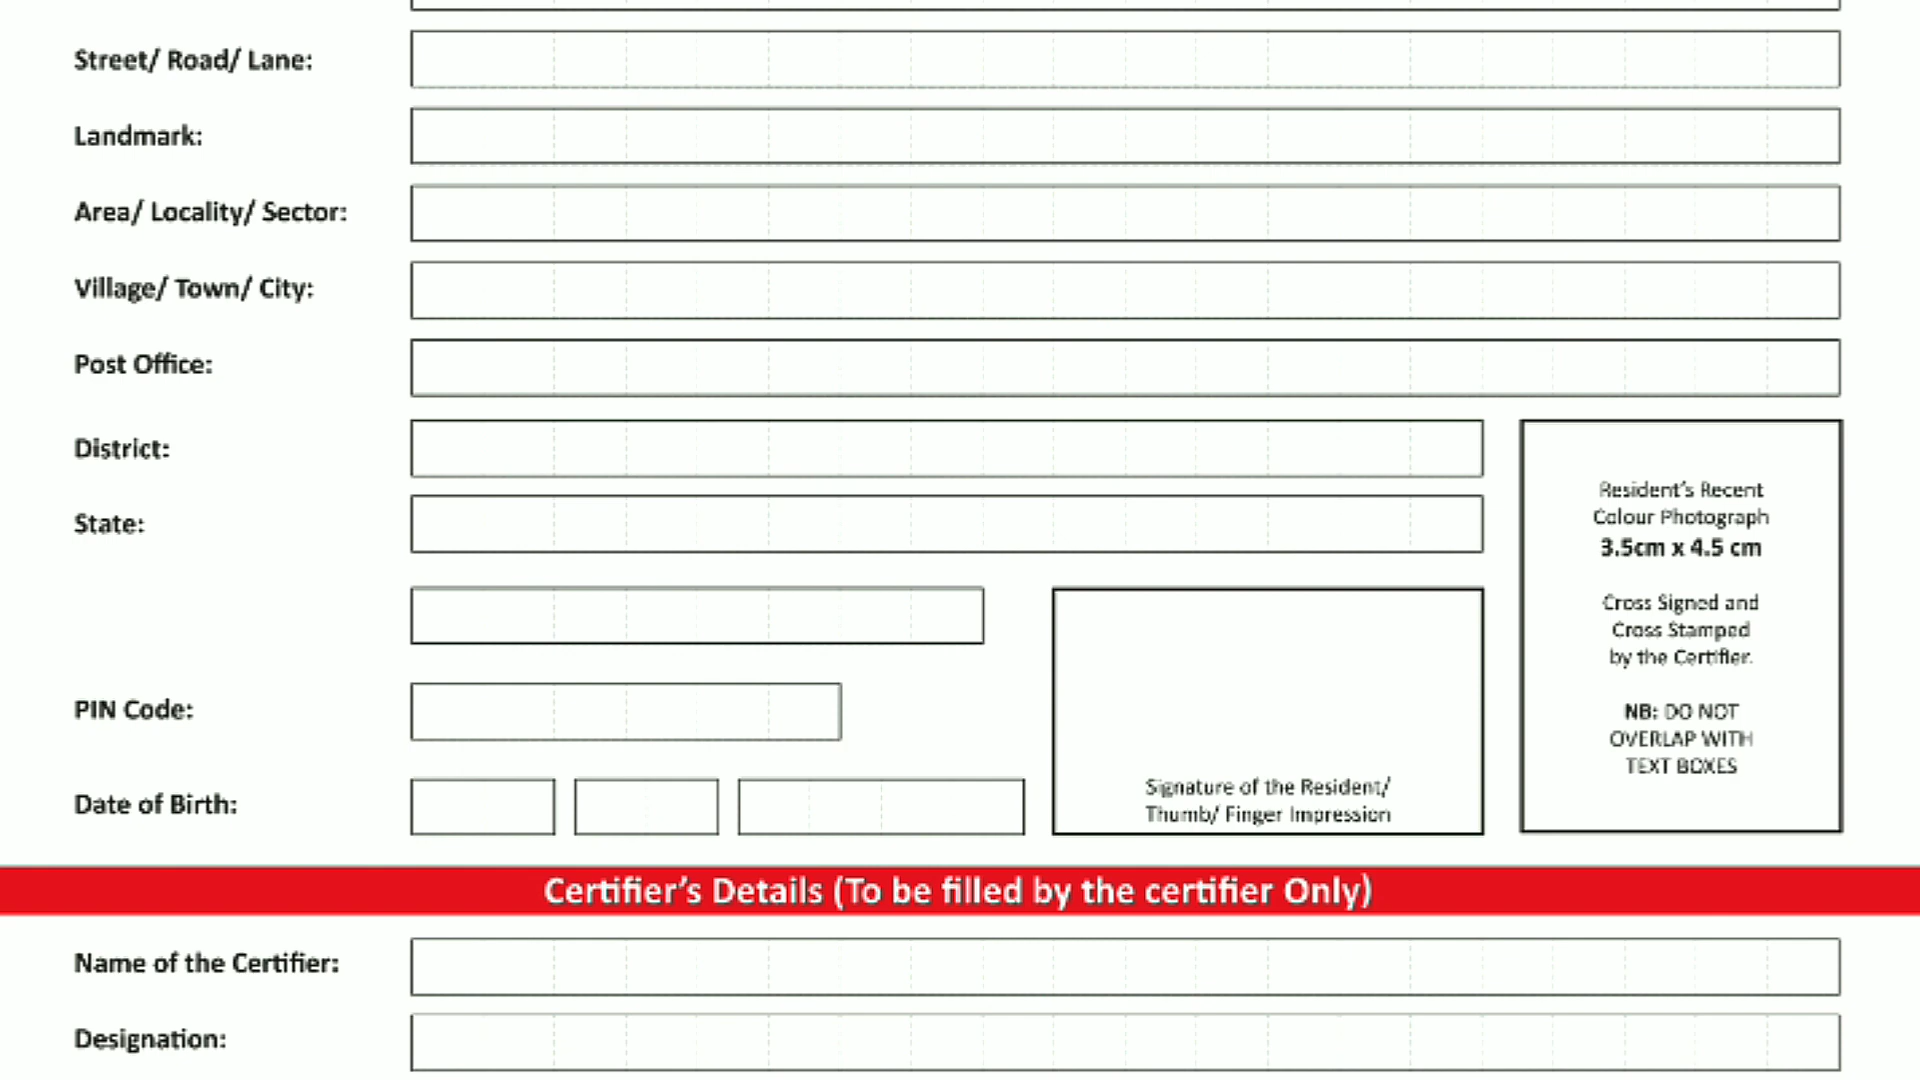 Street/ Road/ Lane:
Landmark:
Area/ Locality/ Sector:
Village/ Town/ City:
Post Office:
District:
State:
Resident's Recent
Colour Photograph
3.5cm x 4.5 cm
Cross Signed and
Cross Stamped
by the Certifier.
NB: DO NOT
OVERLAP WITH
TEXT BOXES
PIN Code:
Date of Birth:
Signature of the Resident/
Thumb/ Finger Impression
Certifier's Details (To be filled by the certifier Only)
Name of the Certifier:
Designation: